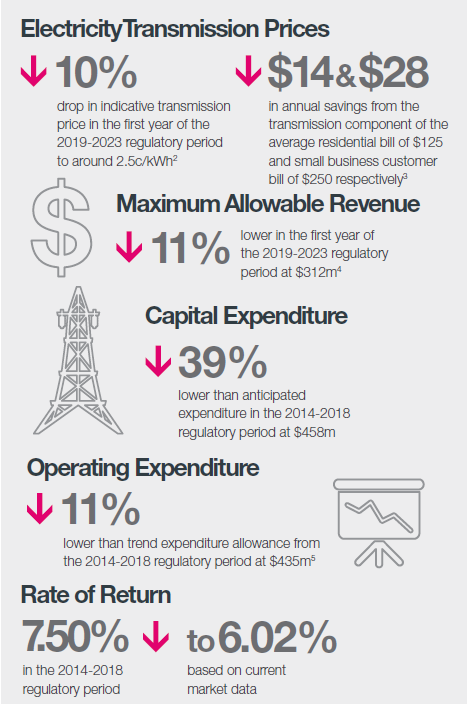 Electricity Transmission Prices
10%
drop in indicative transmission
price in the first year of the
2019-2023 regulatory period
to around 2.5c/kWh²
$14 & $28
in annual savings from the
transmission component of the
average residential bill of $125
and small business customer
bill of $250 respectively³
$
Maximum Allowable Revenue
11%
lower in the first year of
the 2019-2023 regulatory
period at $312m⁴
Capital Expenditure
39%
lower than anticipated
expenditure in the 2014-2018
regulatory period at $458m
Operating Expenditure
11%
lower than trend expenditure allowance from
the 2014-2018 regulatory period at $435m⁵
Rate of Return
7.50%
in the 2014-2018
regulatory period
to 6.02%
based on current
market data